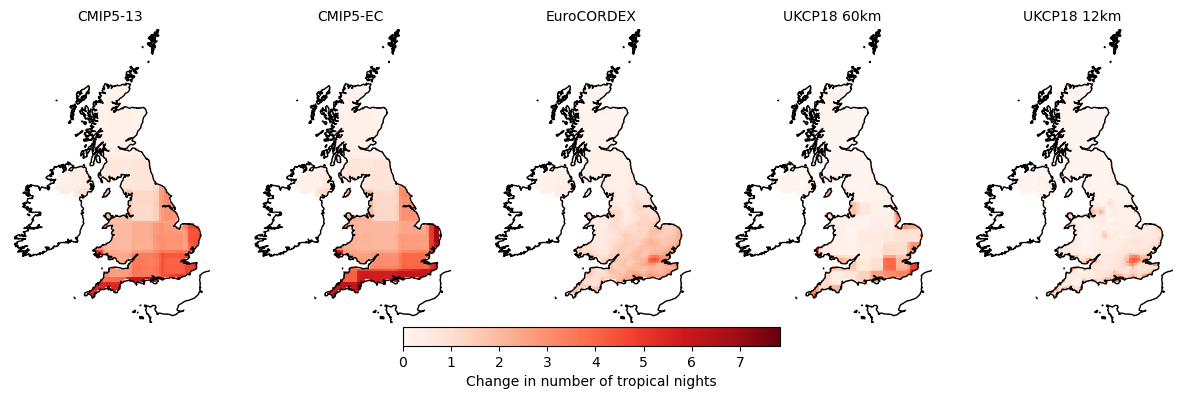 CMIP5-13
CMIP5-EC
EuroCORDEX
UKCP18 60km
UKCP18 12km
0 1 2 3 4 5 6 7
Change in number of tropical nights